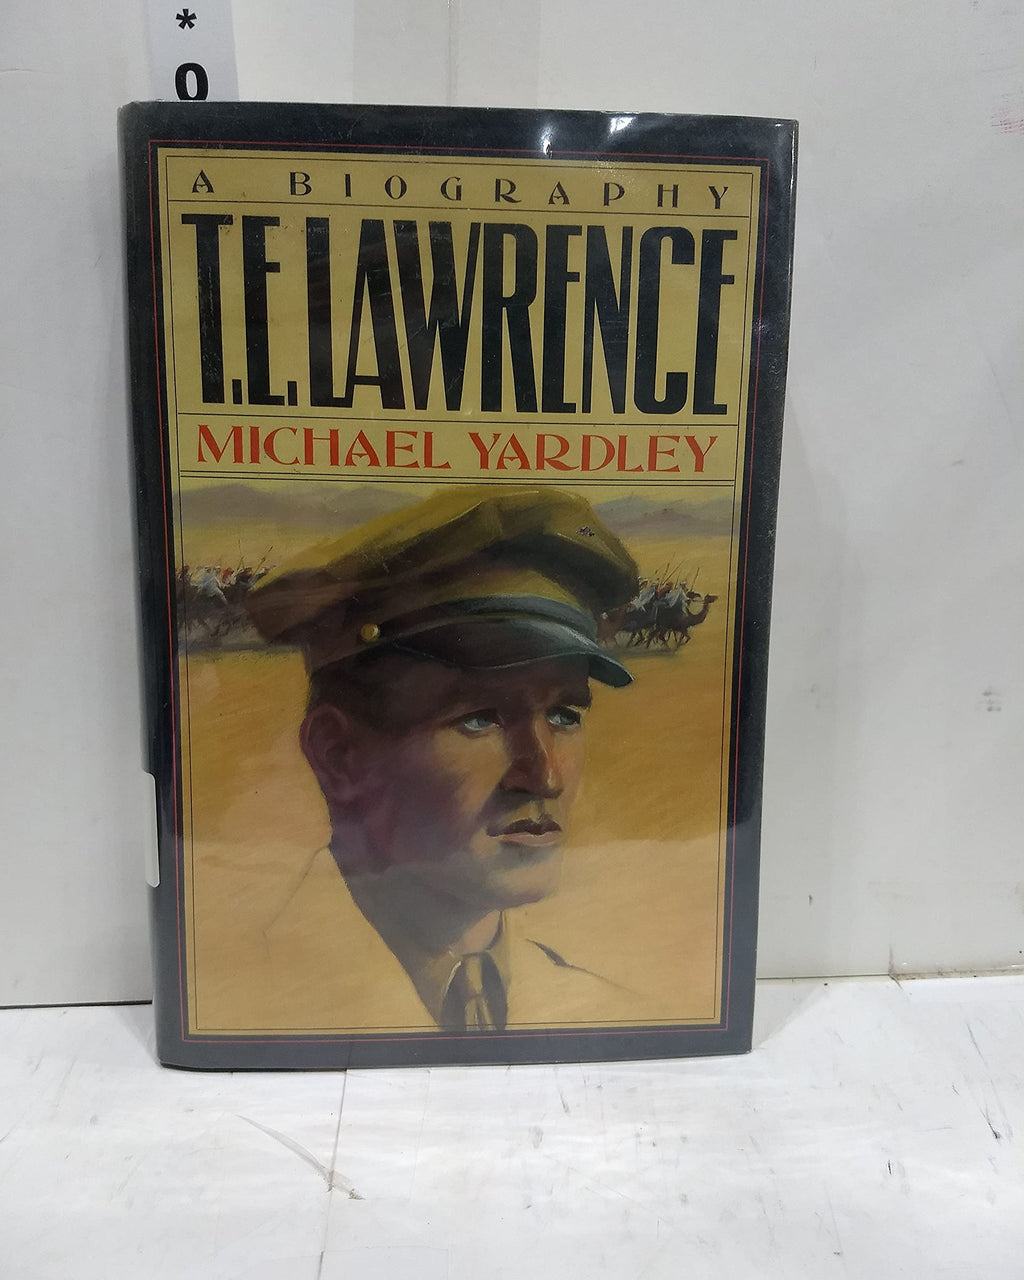 *
0
A BIOGRAPHY
T.E. LAWRENCE
MICHAEL YARDLEY